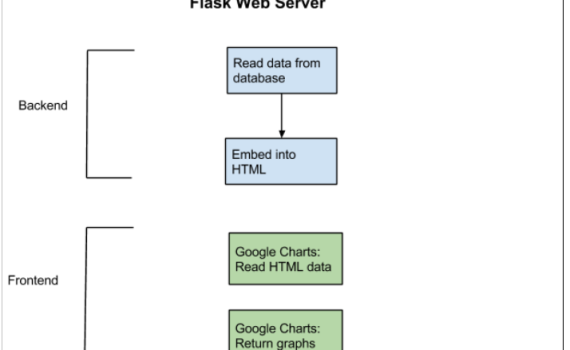 Flask Web Server
Read data from
database
Backend
Embed into
HTML
Google Charts:
Read HTML data
Frontend
Google Charts:
Return graphs